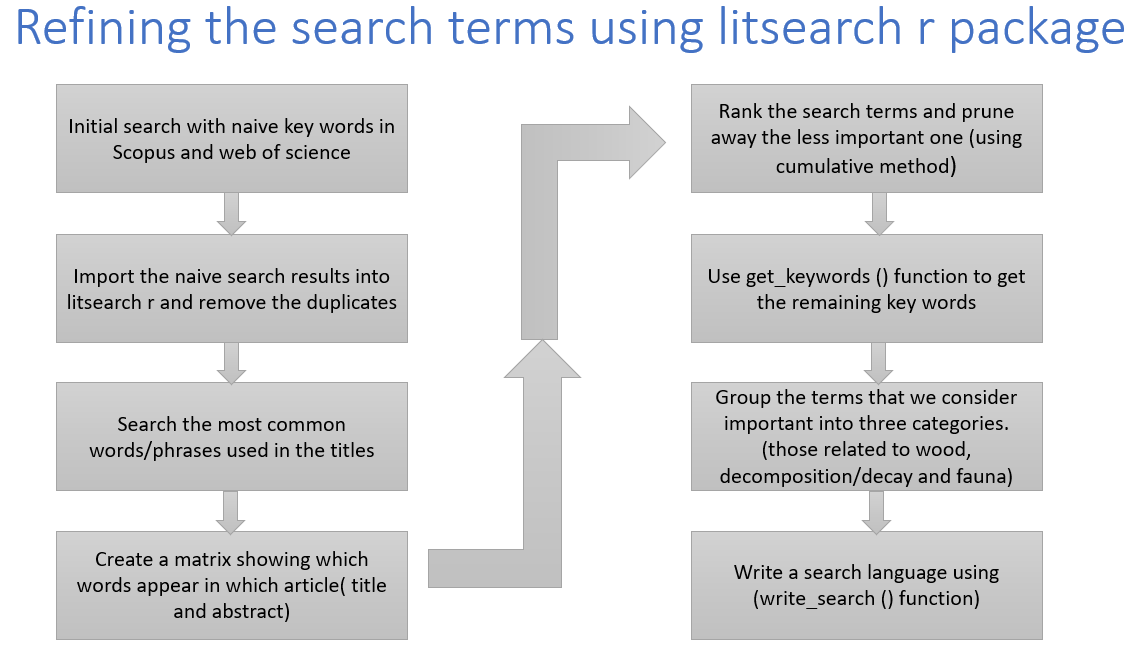 Refining the search terms using litsearch r package
Initial search with naive key words in
Scopus and web of science
Import the naive search results into
litsearch r and remove the duplicates
Search the most common
words/phrases used in the titles
Create a matrix showing which
words appear in which article( title
and abstract)
Rank the search terms and prune
away the less important one (using
cumulative method)
Use get_keywords () function to get
the remaining key words
Group the terms that we consider
important into three categories.
(those related to wood,
decomposition/decay and fauna)
Write a search language using
(write_search () function)